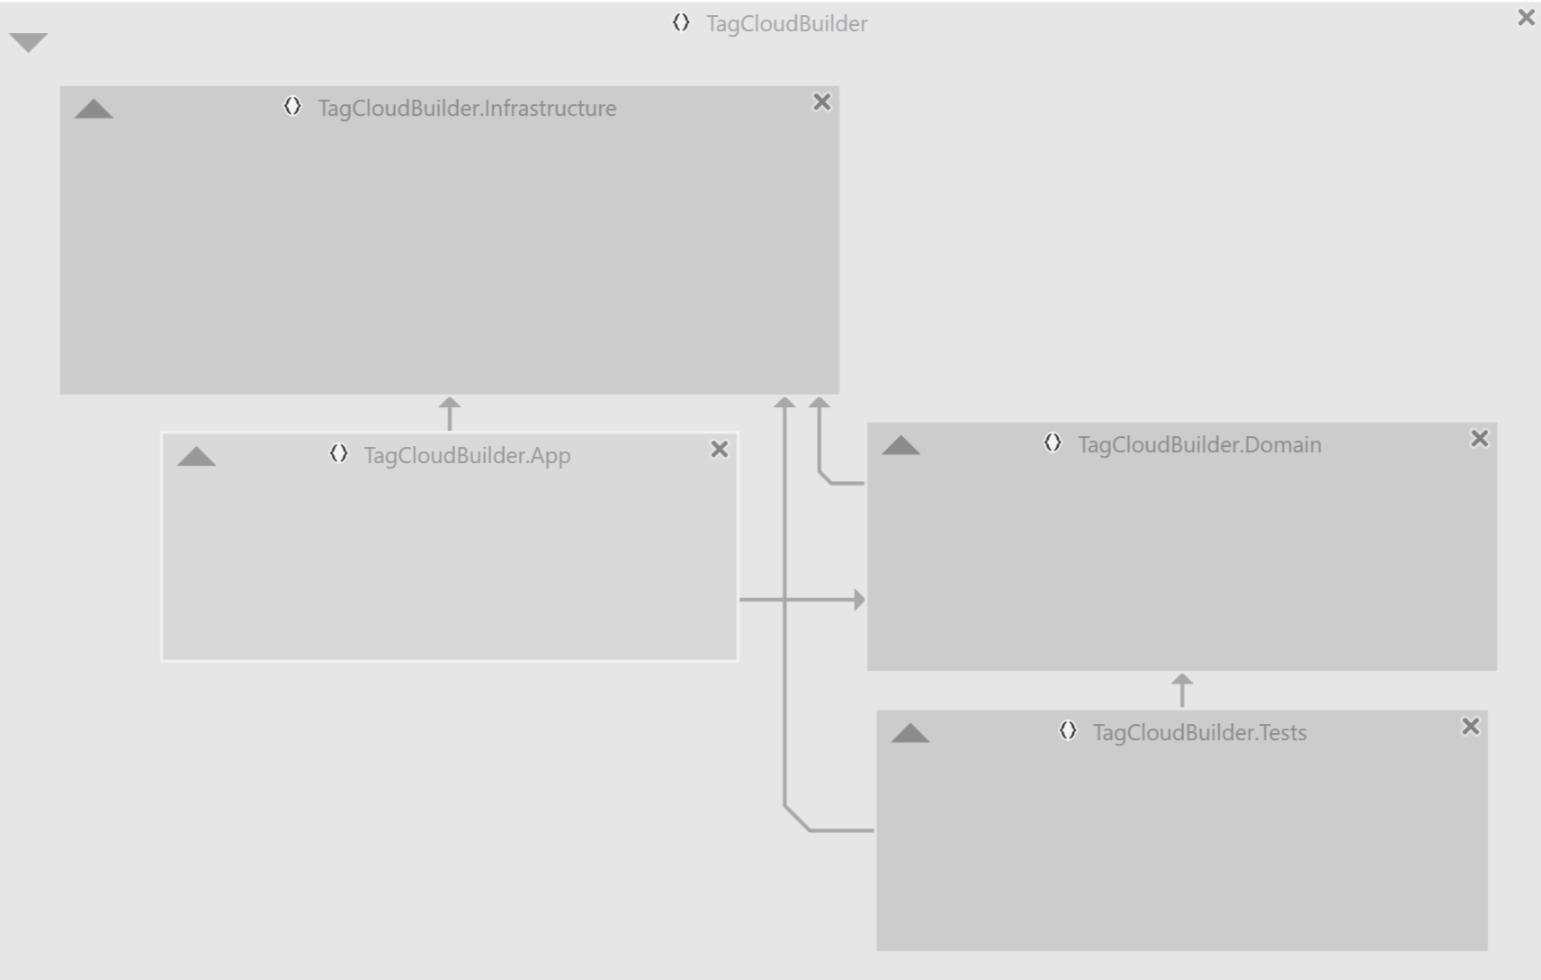 TagCloudBuilder
TagCloudBuilder.Infrastructure
TagCloudBuilder.App
TagCloudBuilder.Domain
TagCloudBuilder.Tests